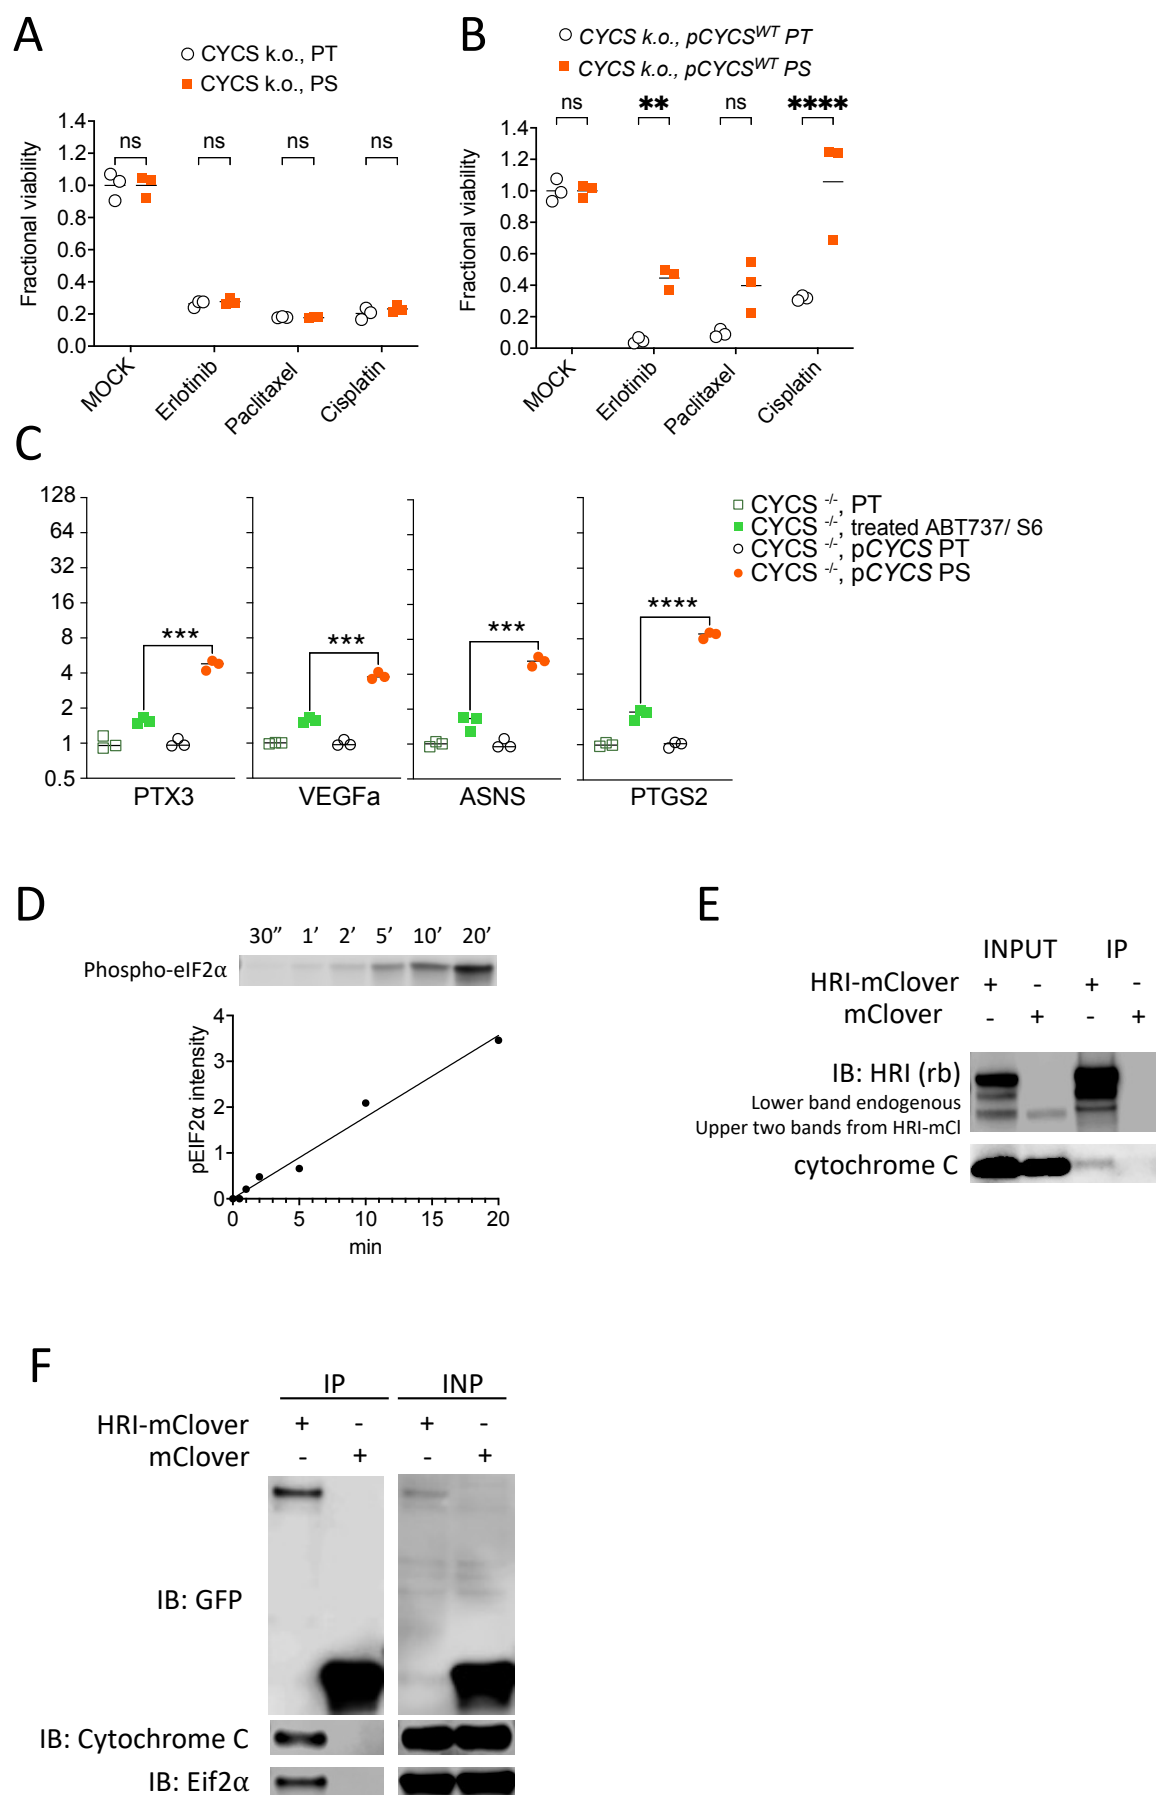 A
CYCS k.o., PT
CYCS k.o., PS
ns ns ns ns
Fractional viability
1.4
1.2
1.0
0.8
0.6
0.4
0.2
0.0
MOCK Erlotinib Paclitaxel Cisplatin
B
CYCS k.o., pCYCS^WT PT
CYCS k.o., pCYCS^WT PS
ns ** ns ****
Fractional viability
1.4
1.2
1.0
0.8
0.6
0.4
0.2
0.0
MOCK Erlotinib Paclitaxel Cisplatin
C
128
64
32
16
8
4
2
1
0.5
*** *** *** ****
PTX3 VEGFa ASNS PTGS2
CYCS -/-, PT
CYCS -/-, treated ABT737/ S6
CYCS -/-, pCYCS PT
CYCS -/-, pCYCS PS
D
30” 1’ 2’ 5’ 10’ 20’
Phospho-eIF2α
pEIF2α intensity
4
3
2
1
0
0 5 10 15 20
min
E
INPUT IP
HRI-mClover + - + -
mClover - + - +
IB: HRI (rb)
Lower band endogenous
Upper two bands from HRI-mCl
cytochrome C
F
IP INP
HRI-mClover + - + -
mClover - + - +
IB: GFP
IB: Cytochrome C
IB: Eif2α